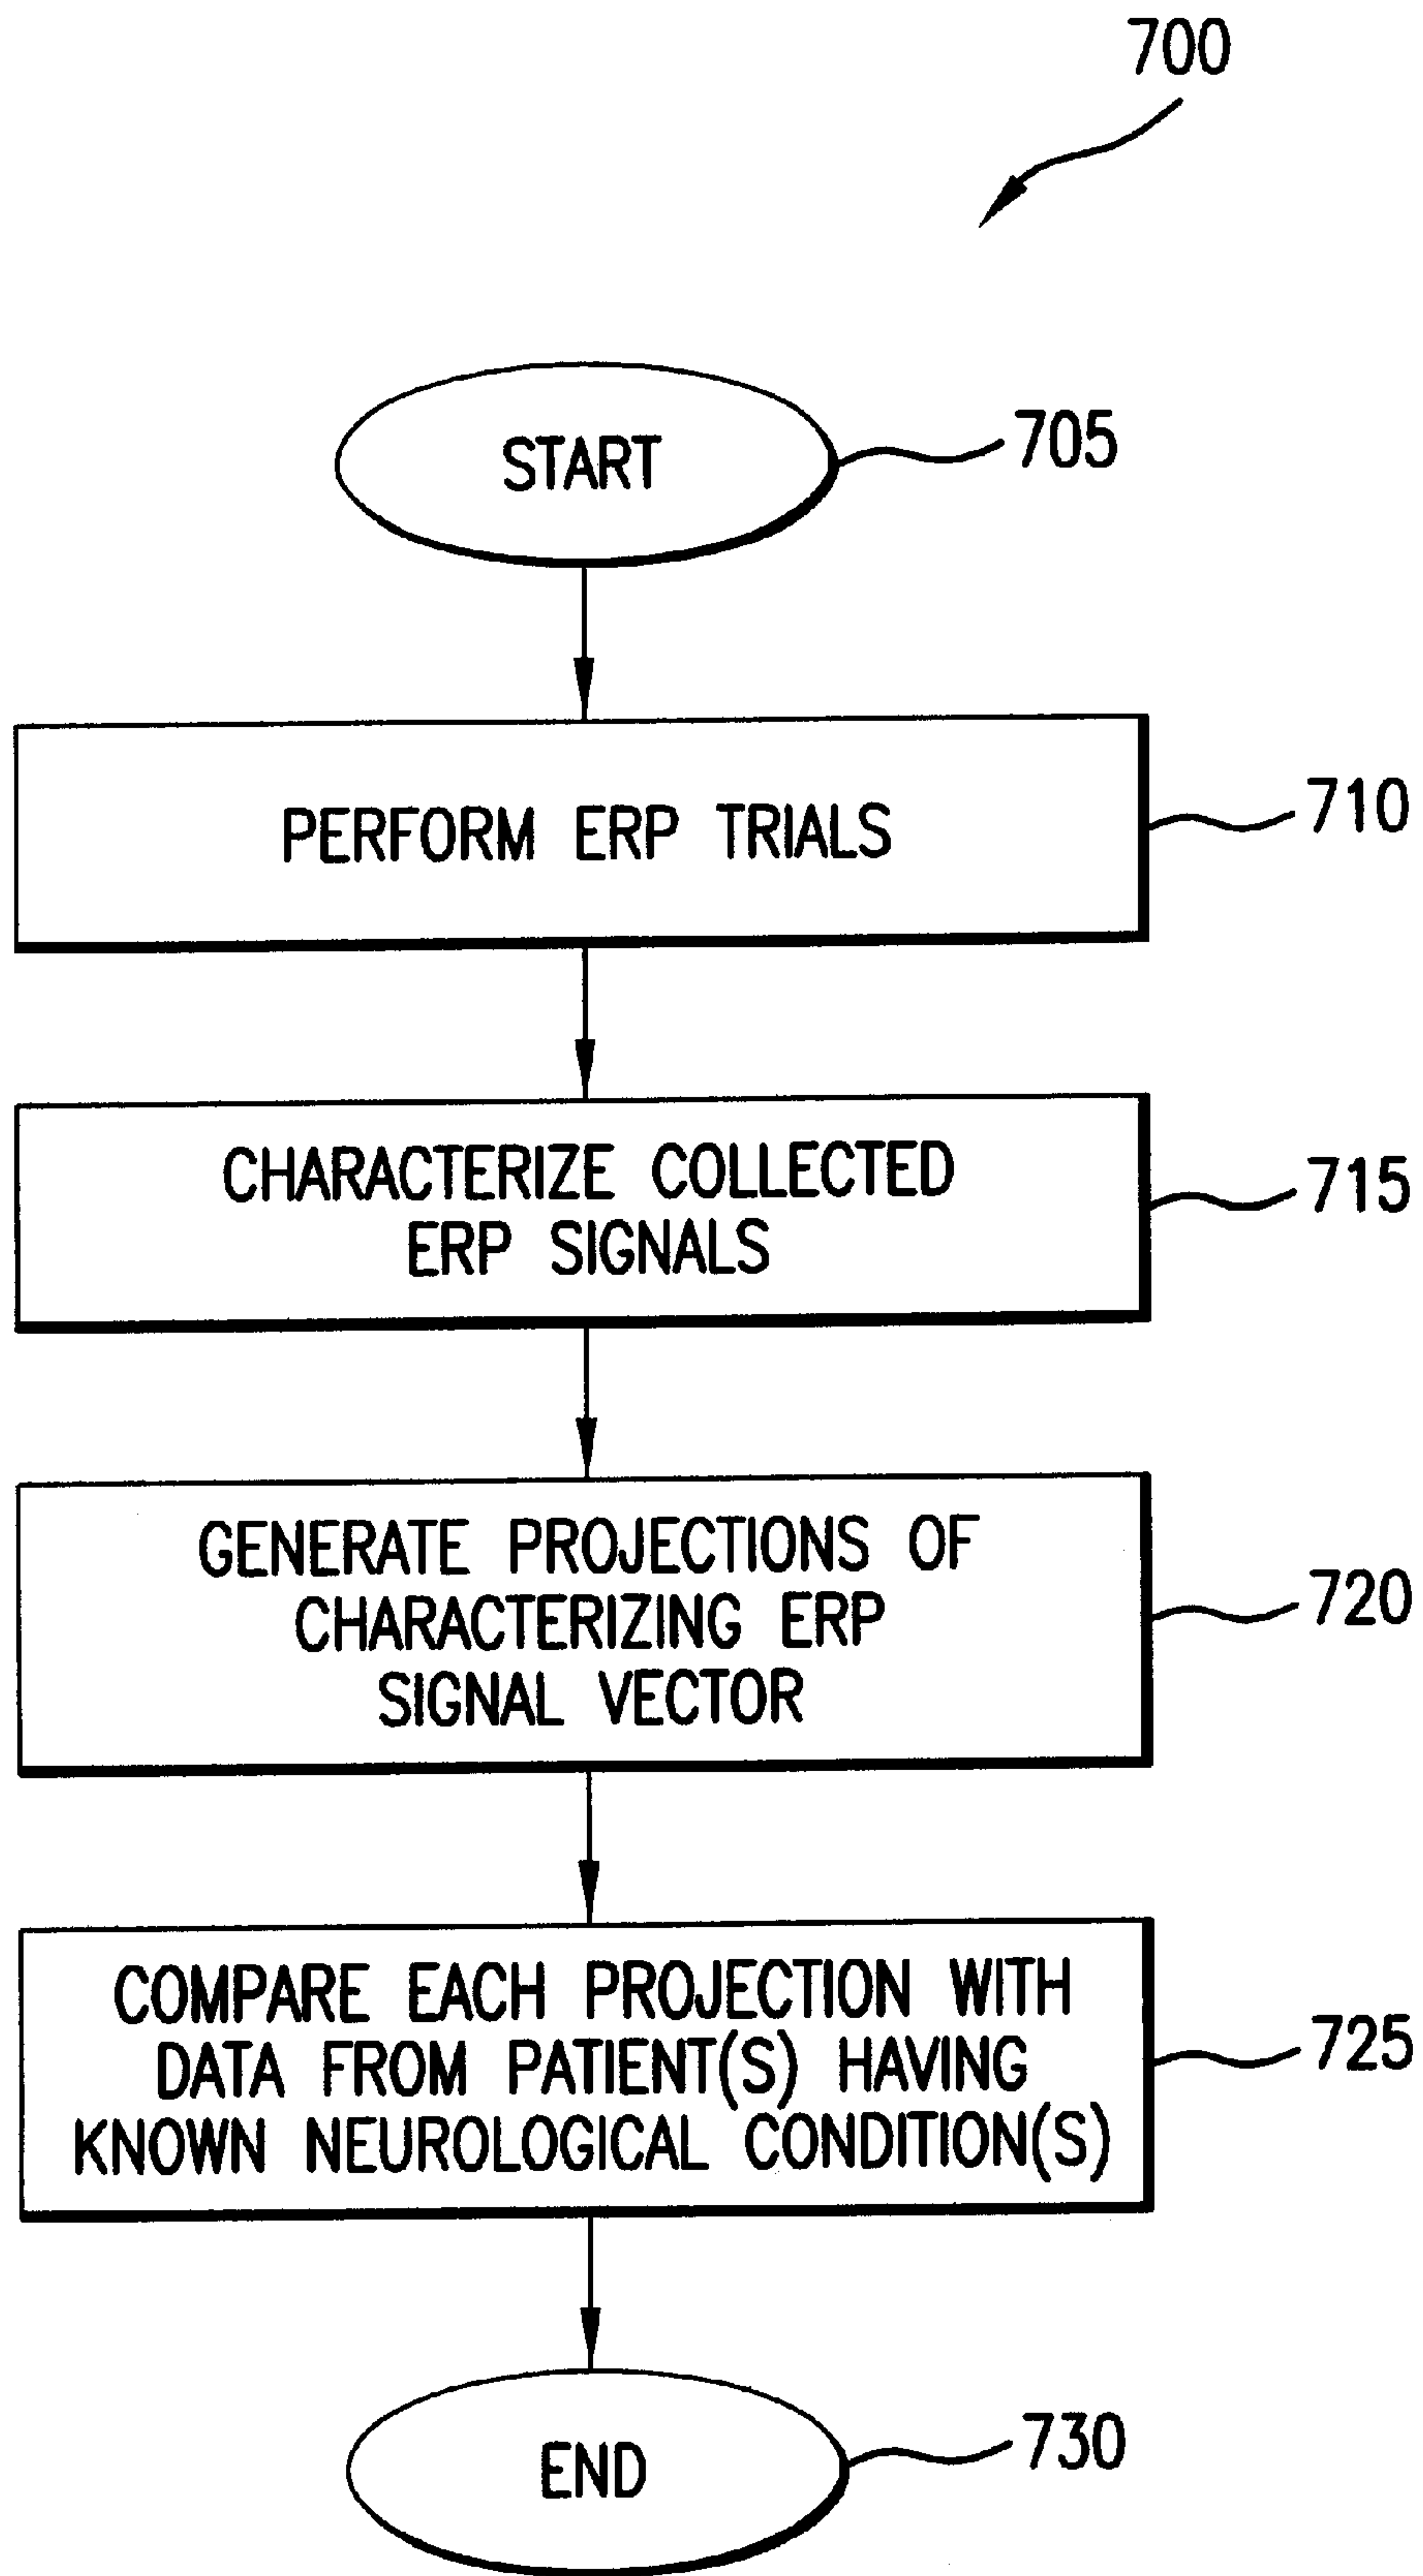 700
START
705
PERFORM ERP TRIALS
710
CHARACTERIZE COLLECTED
ERP SIGNALS
715
GENERATE PROJECTIONS OF
CHARACTERIZING ERP
SIGNAL VECTOR
720
COMPARE EACH PROJECTION WITH
DATA FROM PATIENT(S) HAVING
KNOWN NEUROLOGICAL CONDITION(S)
725
END
730